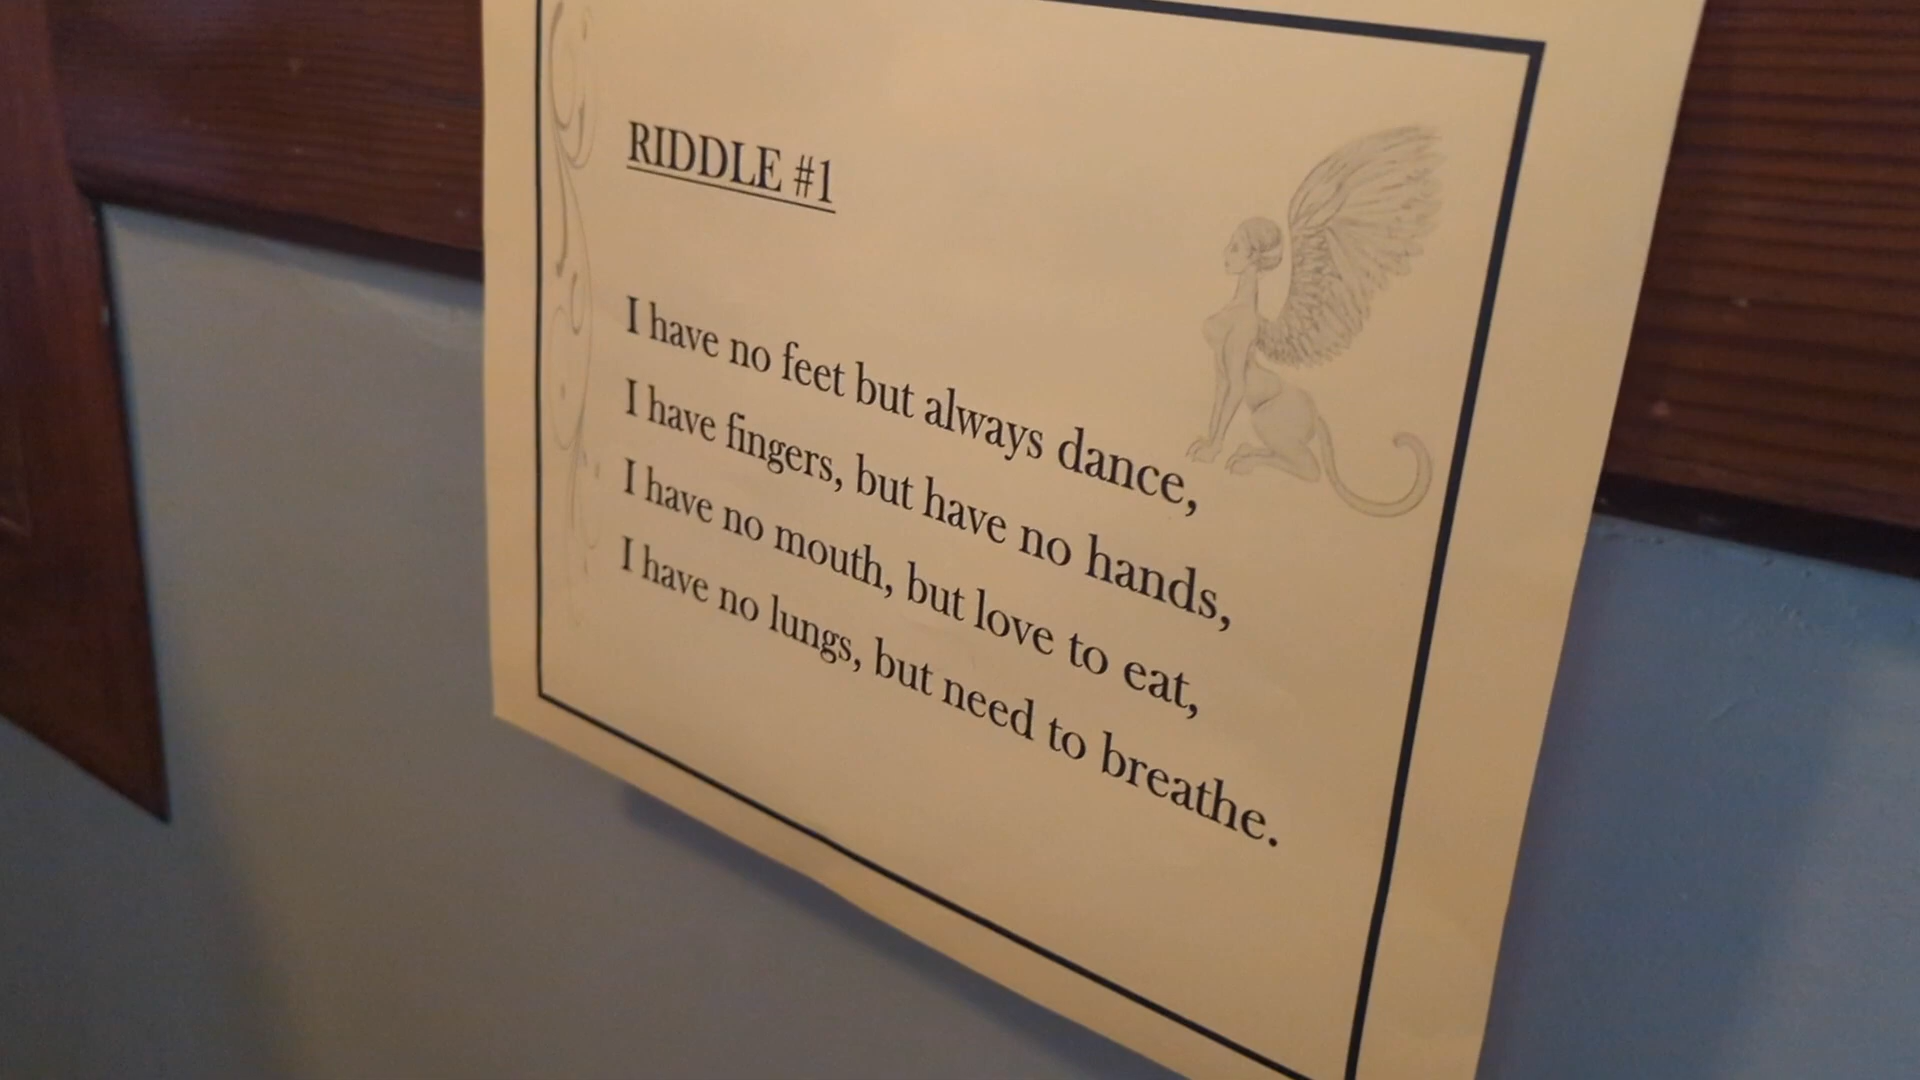 RIDDLE #1
I have no feet but always dance,
I have fingers, but have no hands,
I have no mouth, but love to eat,
I have no lungs, but need to breathe.